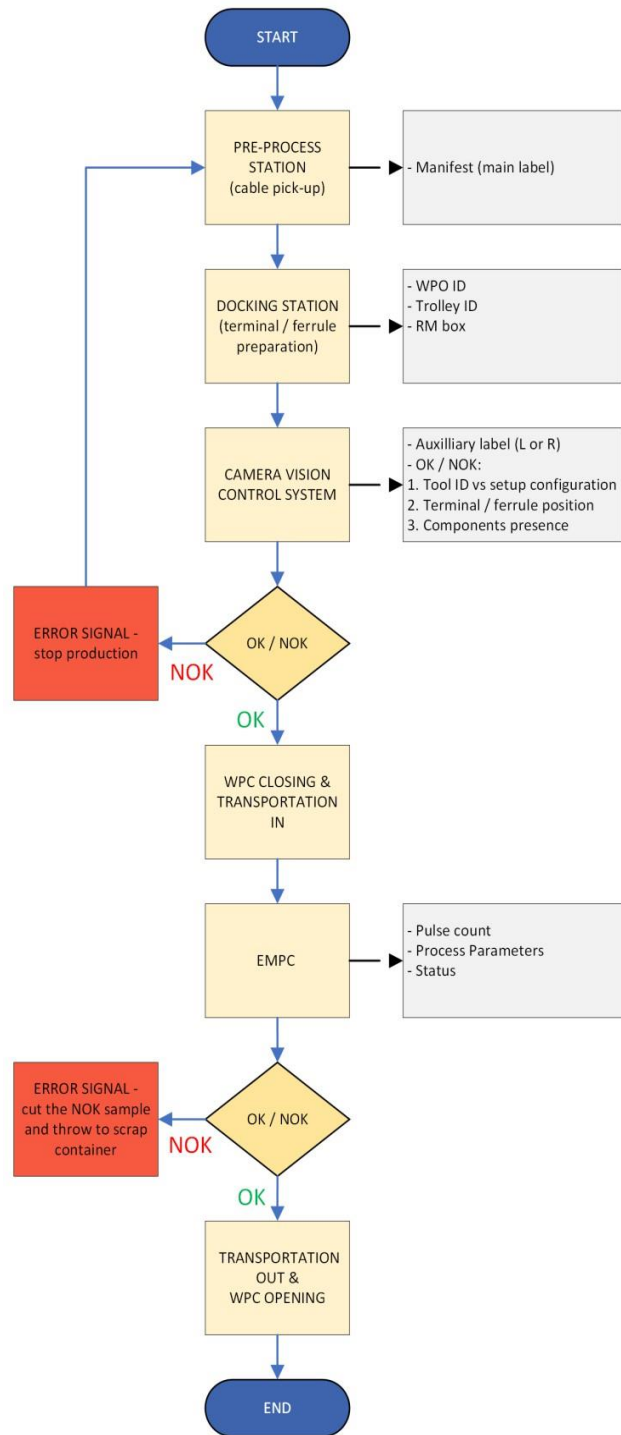 START
PRE-PROCESS
STATION
(cable pick-up)
- Manifest (main label)
DOCKING STATION
(terminal / ferrule
preparation)
- WPO ID
- Trolley ID
- RM box
CAMERA VISION
CONTROL SYSTEM
- Auxilliary label (L or R)
- OK / NOK:
1. Tool ID vs setup configuration
2. Terminal / ferrule position
3. Components presence
ERROR SIGNAL -
stop production
NOK
OK / NOK
OK
WPC CLOSING &
TRANSPORTATION
IN
EMPC
- Pulse count
- Process Parameters
- Status
ERROR SIGNAL -
cut the NOK sample
and throw to scrap
container
NOK
OK / NOK
OK
TRANSPORTATION
OUT &
WPC OPENING
END